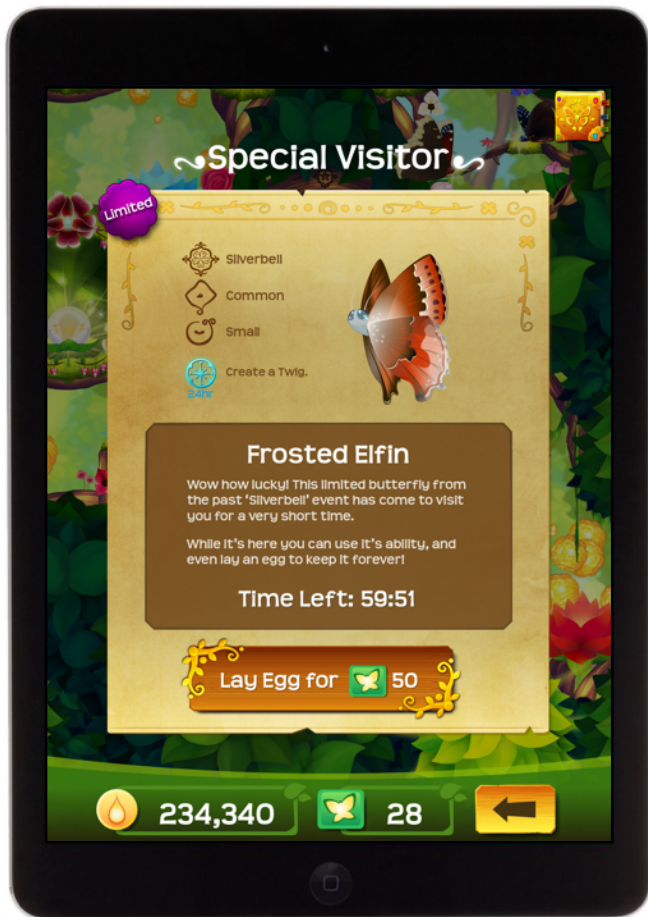 Special Visitor
Limited
Silverbell
Common
Small
Create a Twig.
24hr
Frosted Elfin
Wow how lucky! This limited butterfly from
the past ‘Silverbell’ event has come to visit
you for a very short time.
While it’s here you can use it’s ability, and
even lay an egg to keep it forever!
Time Left: 59:51
Lay Egg for 50
234,340 28